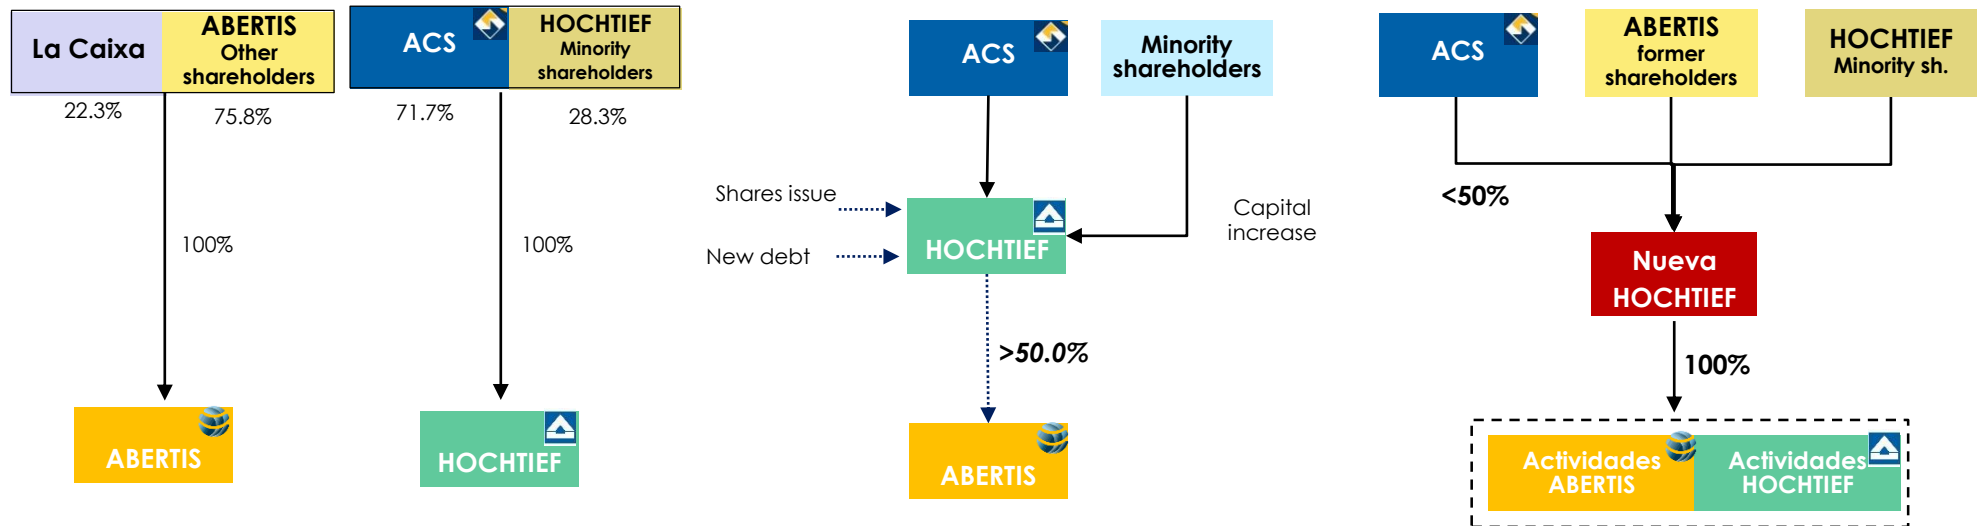 La Caixa
ABERTIS
Other
shareholders
ACS
HOCHTIEF
Minority
shareholders
22.3%
75.8%
71.7%
28.3%
100%
100%
ABERTIS
HOCHTIEF
ACS
Minority
shareholders
Shares issue
New debt
HOCHTIEF
Capital
increase
>50.0%
ABERTIS
ACS
ABERTIS
former
shareholders
HOCHTIEF
Minority sh.
<50%
Nueva
HOCHTIEF
100%
Actividades
ABERTIS
Actividades
HOCHTIEF